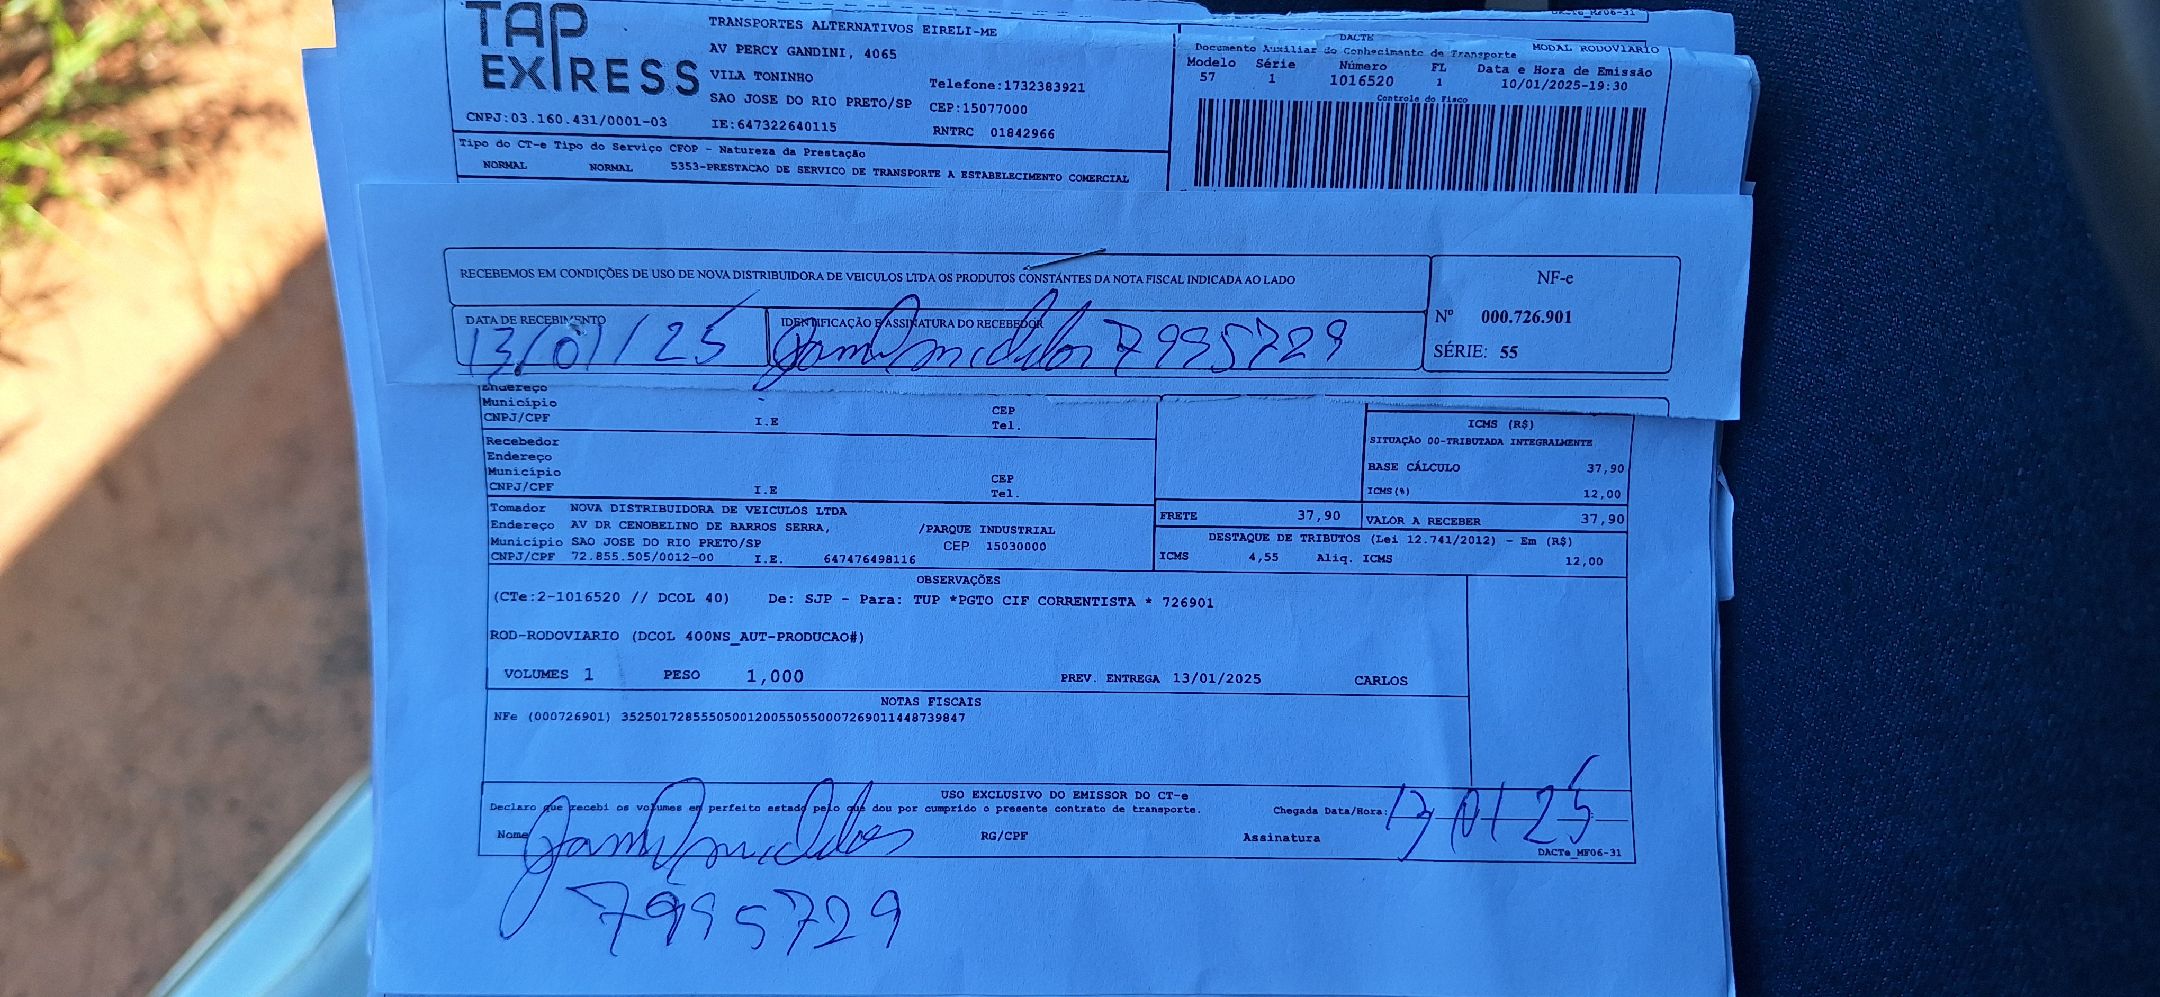 TAP
EXPRESS
TRANSPORTES ALTERNATIVOS EIRELI-ME
AV PERCY GANDINI, 4065
VILA TONINHO
Telefone:1732383921
SAO JOSE DO RIO PRETO/SP CEP:15077000
CNPJ:03.160.431/0001-03 IE:647322640115 RNTRC 01842966
Tipo do CT-e Tipo do Serviço CFOP - Natureza da Prestação
NORMAL NORMAL 5353-PRESTACAO DE SERVICO DE TRANSPORTE A ESTABELECIMENTO COMERCIAL
DACTe_MF06-31
DACTE
Documento Auxiliar do Conhecimento de Transporte MODAL RODOVIARIO
Modelo Série Número FL Data e Hora de Emissão
57 1 1016520 1 10/01/2025-19:30
Controle do Fisco
RECEBEMOS EM CONDIÇÕES DE USO DE NOVA DISTRIBUIDORA DE VEICULOS LTDA OS PRODUTOS CONSTANTES DA NOTA FISCAL INDICADA AO LADO
NF-e
Nº 000.726.901
SÉRIE: 55
DATA DE RECEBIMENTO IDENTIFICAÇÃO E ASSINATURA DO RECEBEDOR
13/01/25 7995729
Endereço
Município CEP
CNPJ/CPF I.E Tel.
Recebedor
Endereço
Município CEP
CNPJ/CPF I.E Tel.
ICMS (R$)
SITUAÇÃO 00-TRIBUTADA INTEGRALMENTE
BASE CÁLCULO 37,90
ICMS(%) 12,00
Tomador NOVA DISTRIBUIDORA DE VEICULOS LTDA
Endereço AV DR CENOBELINO DE BARROS SERRA, /PARQUE INDUSTRIAL
Município SAO JOSE DO RIO PRETO/SP CEP 15030000
CNPJ/CPF 72.855.505/0012-00 I.E. 647476498116
FRETE 37,90 VALOR A RECEBER 37,90
DESTAQUE DE TRIBUTOS (Lei 12.741/2012) - Em (R$)
ICMS 4,55 Aliq. ICMS 12,00
OBSERVAÇÕES
(CTe:2-1016520 // DCOL 40) De: SJP - Para: TUP *PGTO CIF CORRENTISTA * 726901
ROD-RODOVIARIO (DCOL 400NS_AUT-PRODUCAO#)
VOLUMES 1 PESO 1,000 PREV. ENTREGA 13/01/2025 CARLOS
NOTAS FISCAIS
NFe (000726901) 35250172855505001200550550007269011448739847
USO EXCLUSIVO DO EMISSOR DO CT-e
Declaro que recebi os volumes em perfeito estado pelo que dou por cumprido o presente contrato de transporte. Chegada Data/Hora: 13/01/25
Nome RG/CPF Assinatura
DACTe_MF06-31
7995729